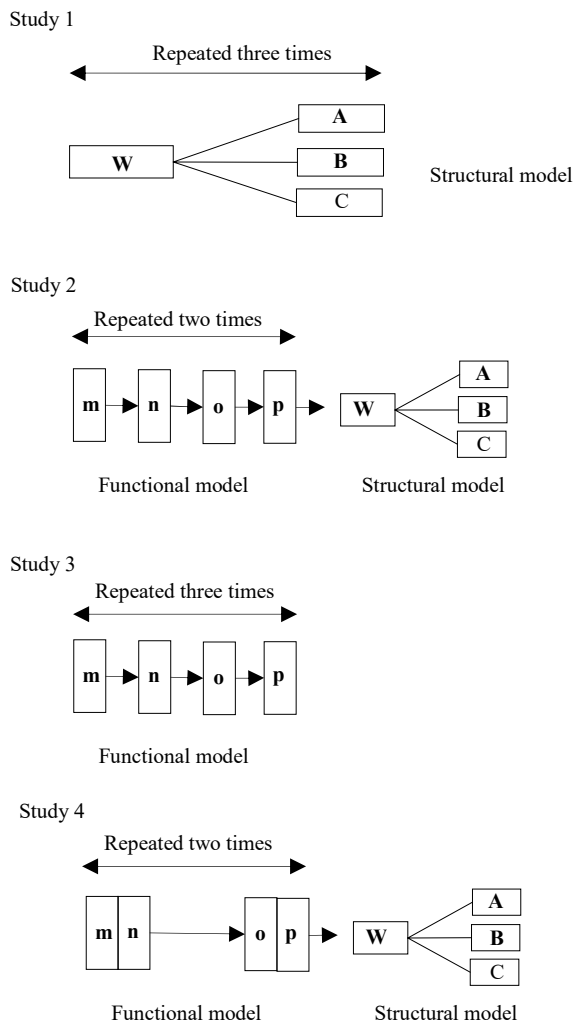 Study 1
Repeated three times
A
W
B
C
Structural model
Study 2
Repeated two times
m n o p W
A
B
C
Functional model
Structural model
Study 3
Repeated three times
m n o p
Functional model
Study 4
Repeated two times
m n o p W
A
B
C
Functional model
Structural model